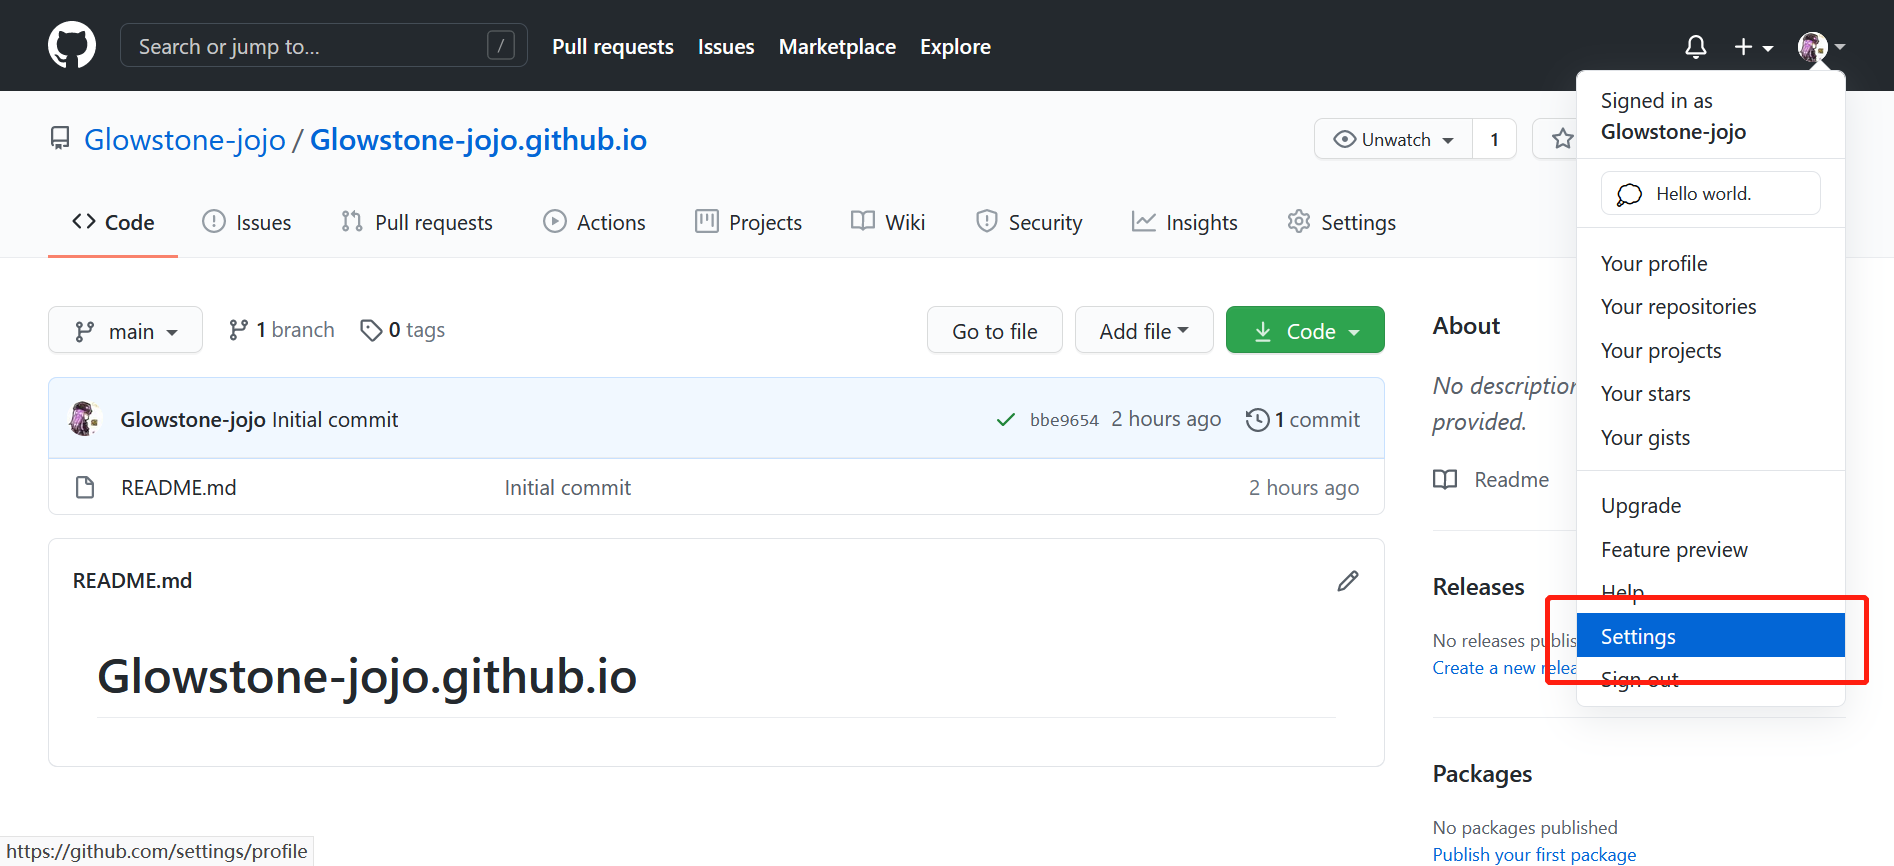 Search or jump to...
/
Pull requests
Issues
Marketplace
Explore
Signed in as
Glowstone-jojo
Hello world.
Your profile
Your repositories
Your projects
Your stars
Your gists
Upgrade
Feature preview
Help
Settings
Sign out
Glowstone-jojo / Glowstone-jojo.github.io
Unwatch
1
Code
Issues
Pull requests
Actions
Projects
Wiki
Security
Insights
Settings
main
1 branch
0 tags
Go to file
Add file
Code
Glowstone-jojo Initial commit
bbe9654 2 hours ago
1 commit
README.md
Initial commit
2 hours ago
README.md
Glowstone-jojo.github.io
About
No description
provided.
Readme
Releases
No releases publis
Create a new relea
Packages
No packages published
Publish your first package
https://github.com/settings/profile